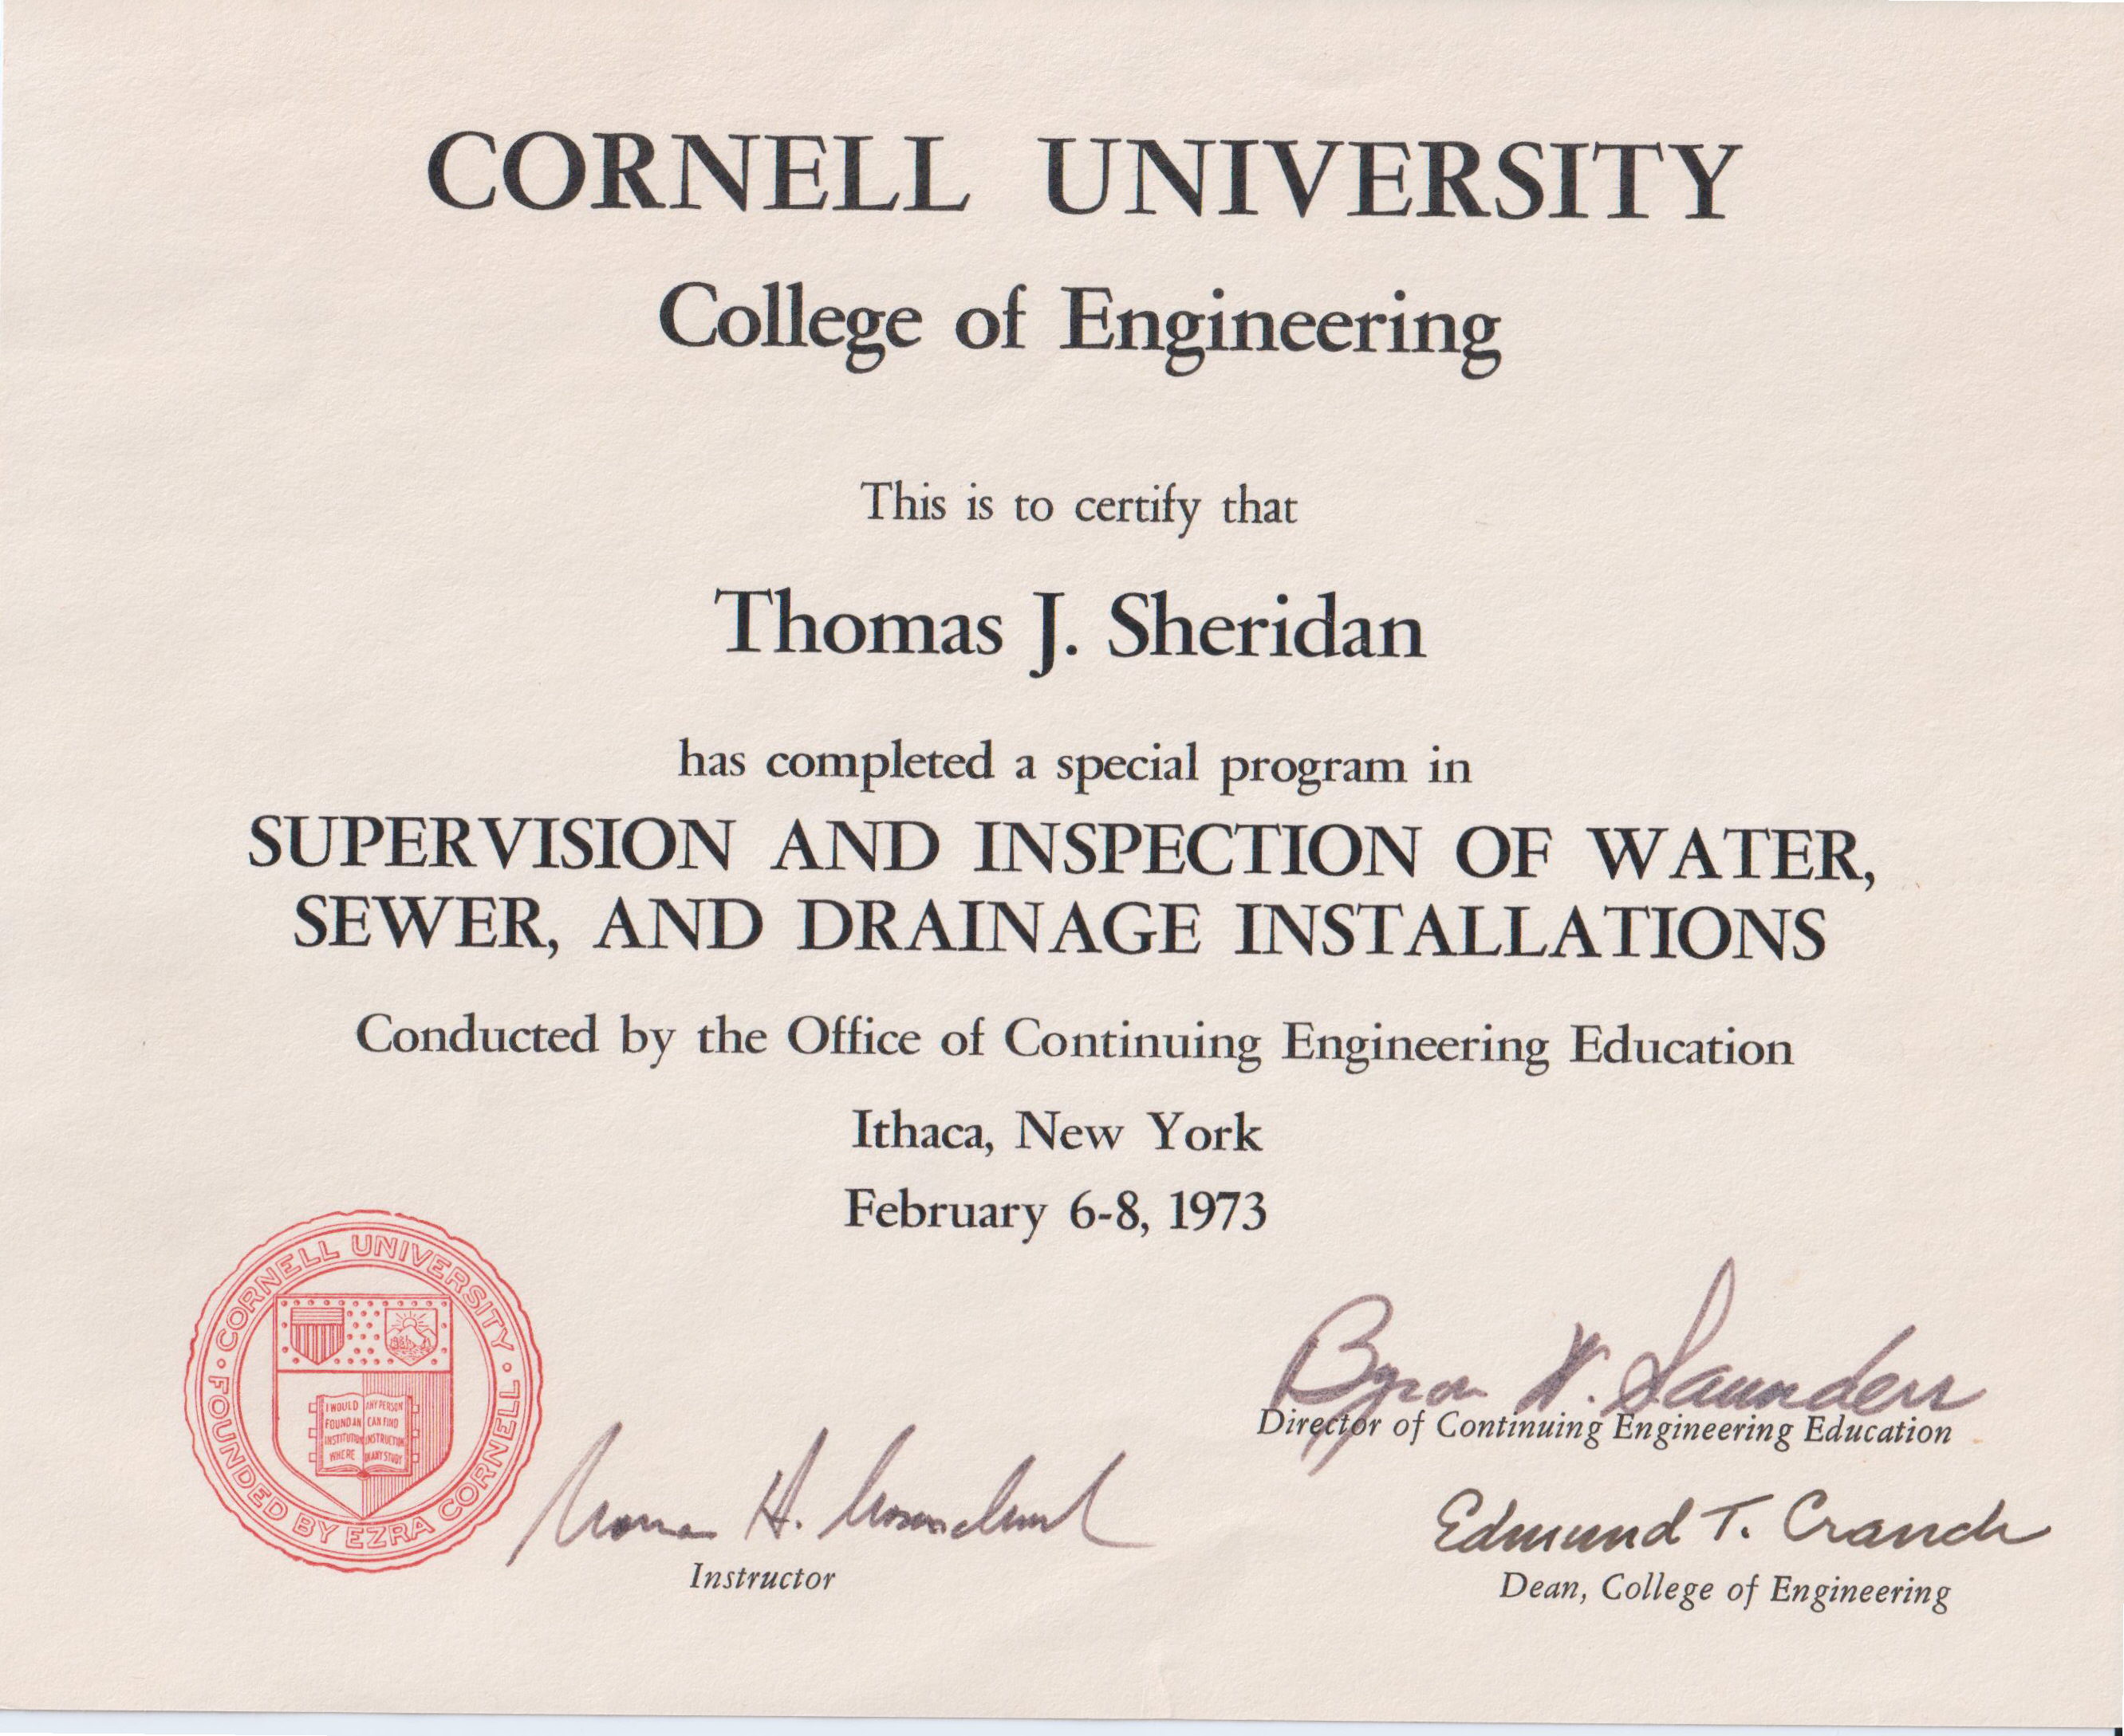 CORNELL UNIVERSITY
College of Engineering
This is to certify that
Thomas J. Sheridan
has completed a special program in
SUPERVISION AND INSPECTION OF WATER,
SEWER, AND DRAINAGE INSTALLATIONS
Conducted by the Office of Continuing Engineering Education
Ithaca, New York
February 6-8, 1973
CORNELL UNIVERSITY
FOUNDED BY EZRA CORNELL
I WOULD ANY PERSON
FOUND AN CAN FIND
INSTITUTION INSTRUCTION
WHERE IN ANY STUDY
H.
Instructor
Byron W. Saunders
Director of Continuing Engineering Education
Edmund T. Cranch
Dean, College of Engineering